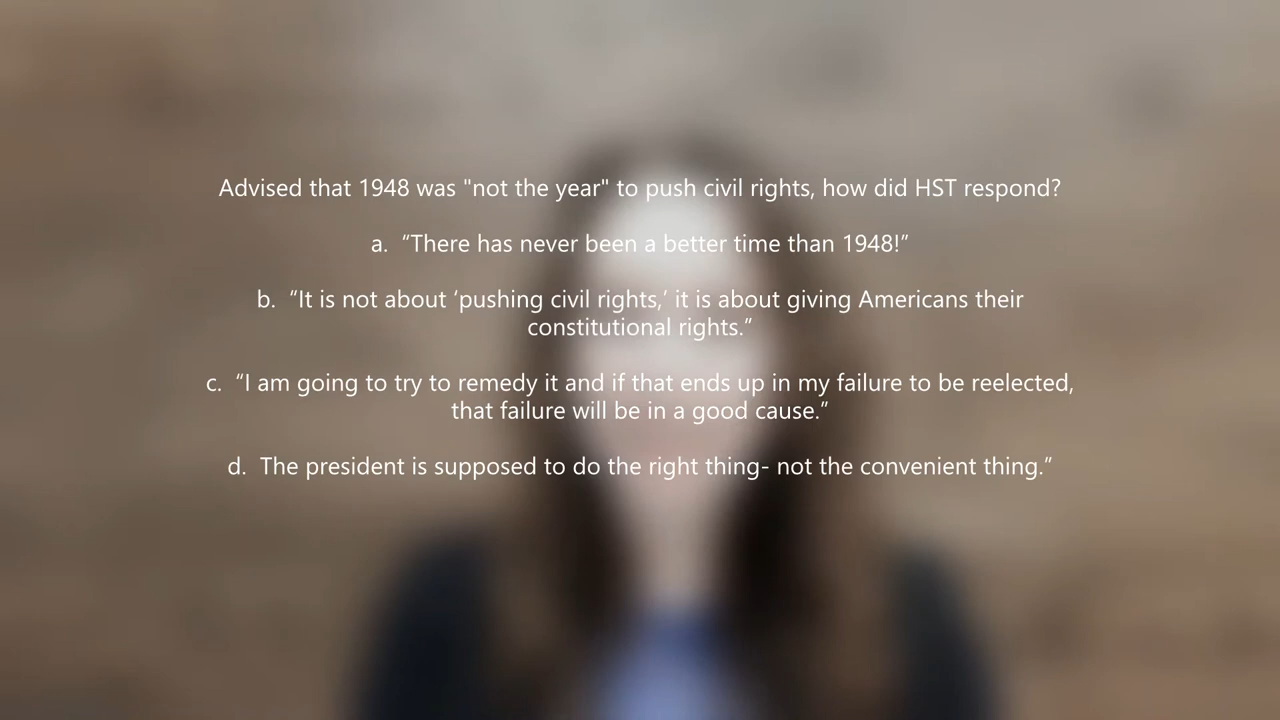 Advised that 1948 was "not the year" to push civil rights, how did HST respond?
a.  “There has never been a better time than 1948!”
b.  “It is not about ‘pushing civil rights,’ it is about giving Americans their
constitutional rights.”
c.  “I am going to try to remedy it and if that ends up in my failure to be reelected,
that failure will be in a good cause.”
d.  The president is supposed to do the right thing- not the convenient thing.”